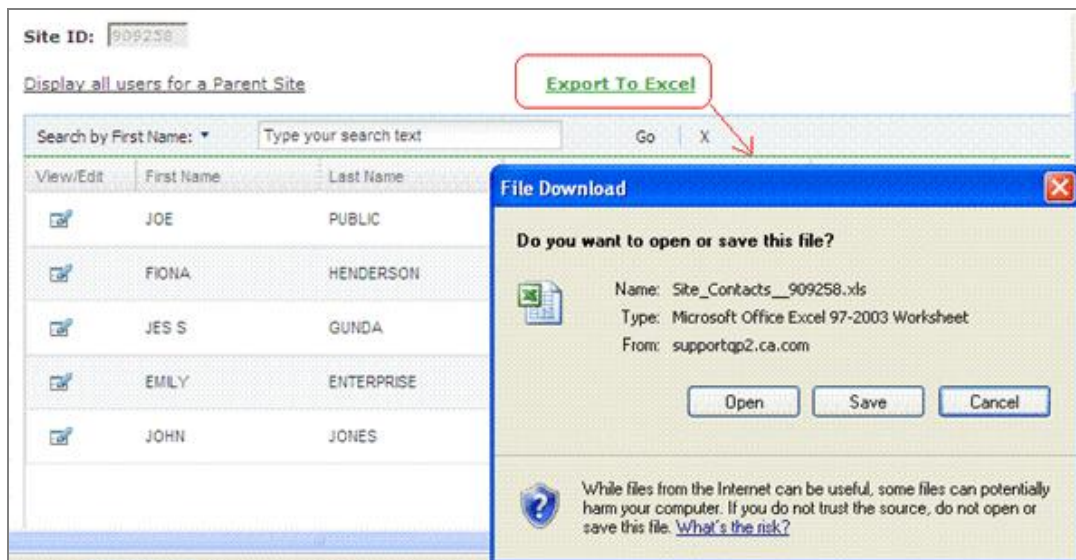 Site ID: 909258
Display all users for a Parent Site
Export To Excel
Search by First Name:
Type your search text
Go
X
View/Edit
First Name
Last Name
JOE
PUBLIC
FIONA
HENDERSON
JES S
GUNDA
EMILY
ENTERPRISE
JOHN
JONES
File Download
Do you want to open or save this file?
Name: Site_Contacts__909258.xls
Type: Microsoft Office Excel 97-2003 Worksheet
From: supportqp2.ca.com
Open
Save
Cancel
While files from the Internet can be useful, some files can potentially
harm your computer. If you do not trust the source, do not open or
save this file. What's the risk?